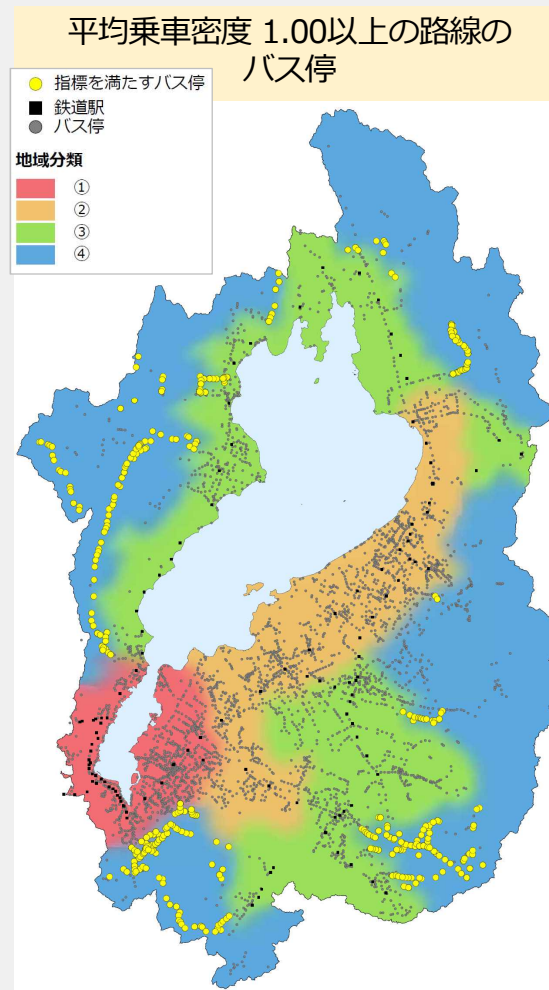 平均乗車密度 1.00以上の路線の
バス停
指標を満たすバス停
鉄道駅
バス停
地域分類
①
②
③
④